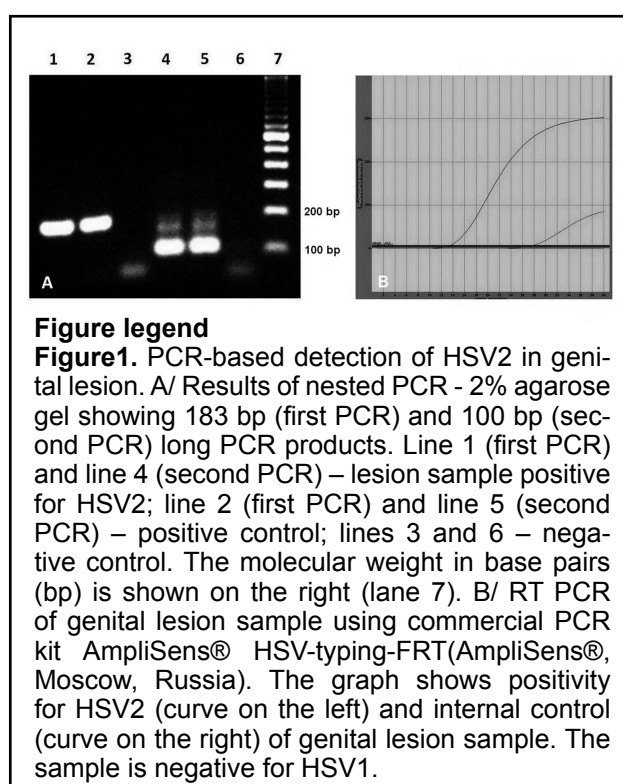 1 2 3 4 5 6 7
200 bp
100 bp
A
B
Figure legend
Figure1. PCR-based detection of HSV2 in geni-
tal lesion. A/ Results of nested PCR - 2% agarose
gel showing 183 bp (first PCR) and 100 bp (sec-
ond PCR) long PCR products. Line 1 (first PCR)
and line 4 (second PCR) – lesion sample positive
for HSV2; line 2 (first PCR) and line 5 (second
PCR) – positive control; lines 3 and 6 – nega-
tive control. The molecular weight in base pairs
(bp) is shown on the right (lane 7). B/ RT PCR
of genital lesion sample using commercial PCR
kit AmpliSens® HSV-typing-FRT(AmpliSens®,
Moscow, Russia). The graph shows positivity
for HSV2 (curve on the left) and internal control
(curve on the right) of genital lesion sample. The
sample is negative for HSV1.